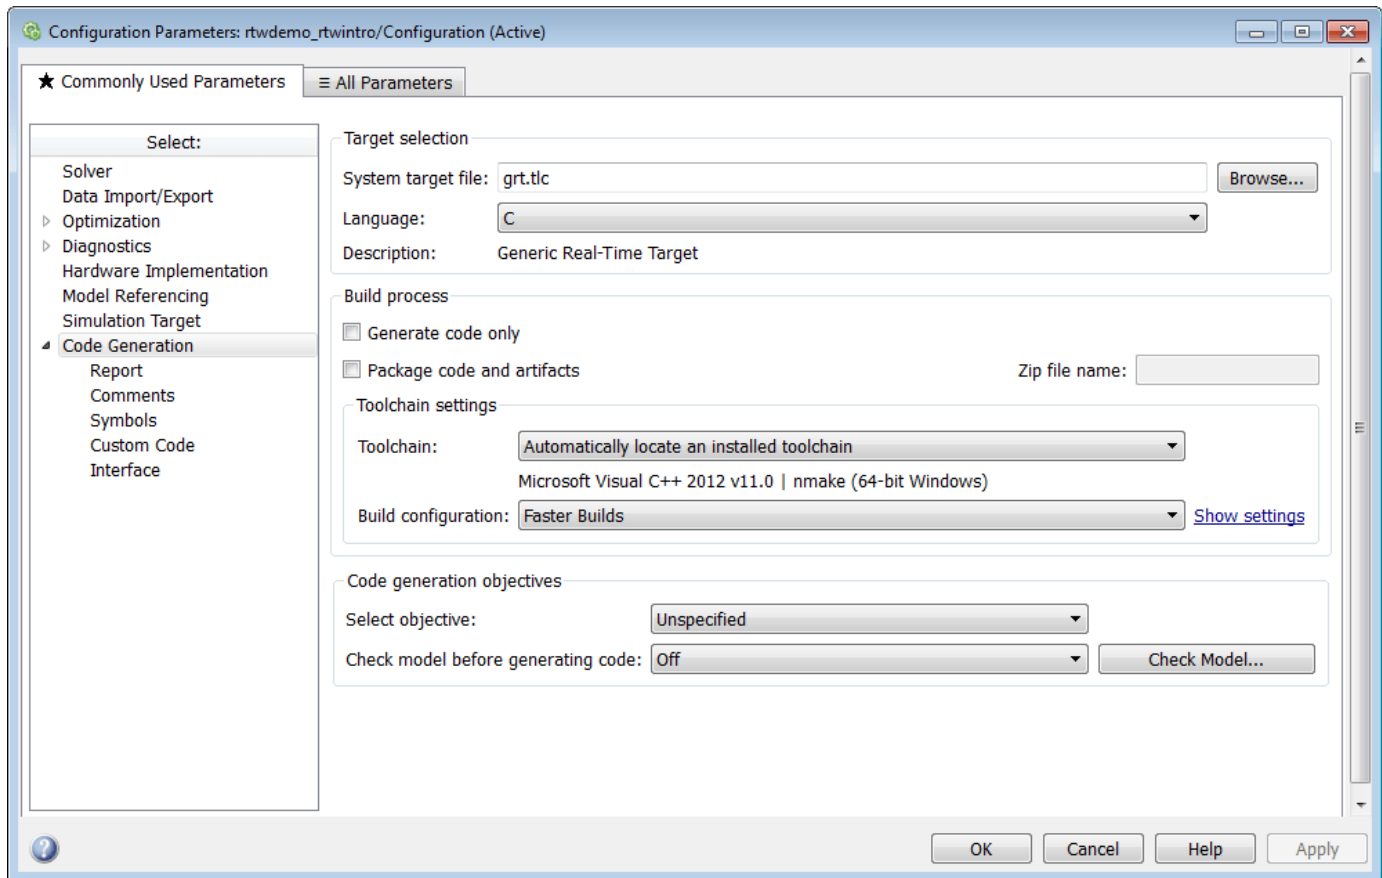 Configuration Parameters: rtwdemo_rtwintro/Configuration (Active)
★ Commonly Used Parameters
≡ All Parameters
Select:
Solver
Data Import/Export
Optimization
Diagnostics
Hardware Implementation
Model Referencing
Simulation Target
Code Generation
Report
Comments
Symbols
Custom Code
Interface
Target selection
System target file: grt.tlc Browse...
Language: C
Description: Generic Real-Time Target
Build process
Generate code only
Package code and artifacts Zip file name:
Toolchain settings
Toolchain: Automatically locate an installed toolchain
Microsoft Visual C++ 2012 v11.0 | nmake (64-bit Windows)
Build configuration: Faster Builds Show settings
Code generation objectives
Select objective: Unspecified
Check model before generating code: Off Check Model...
? OK Cancel Help Apply